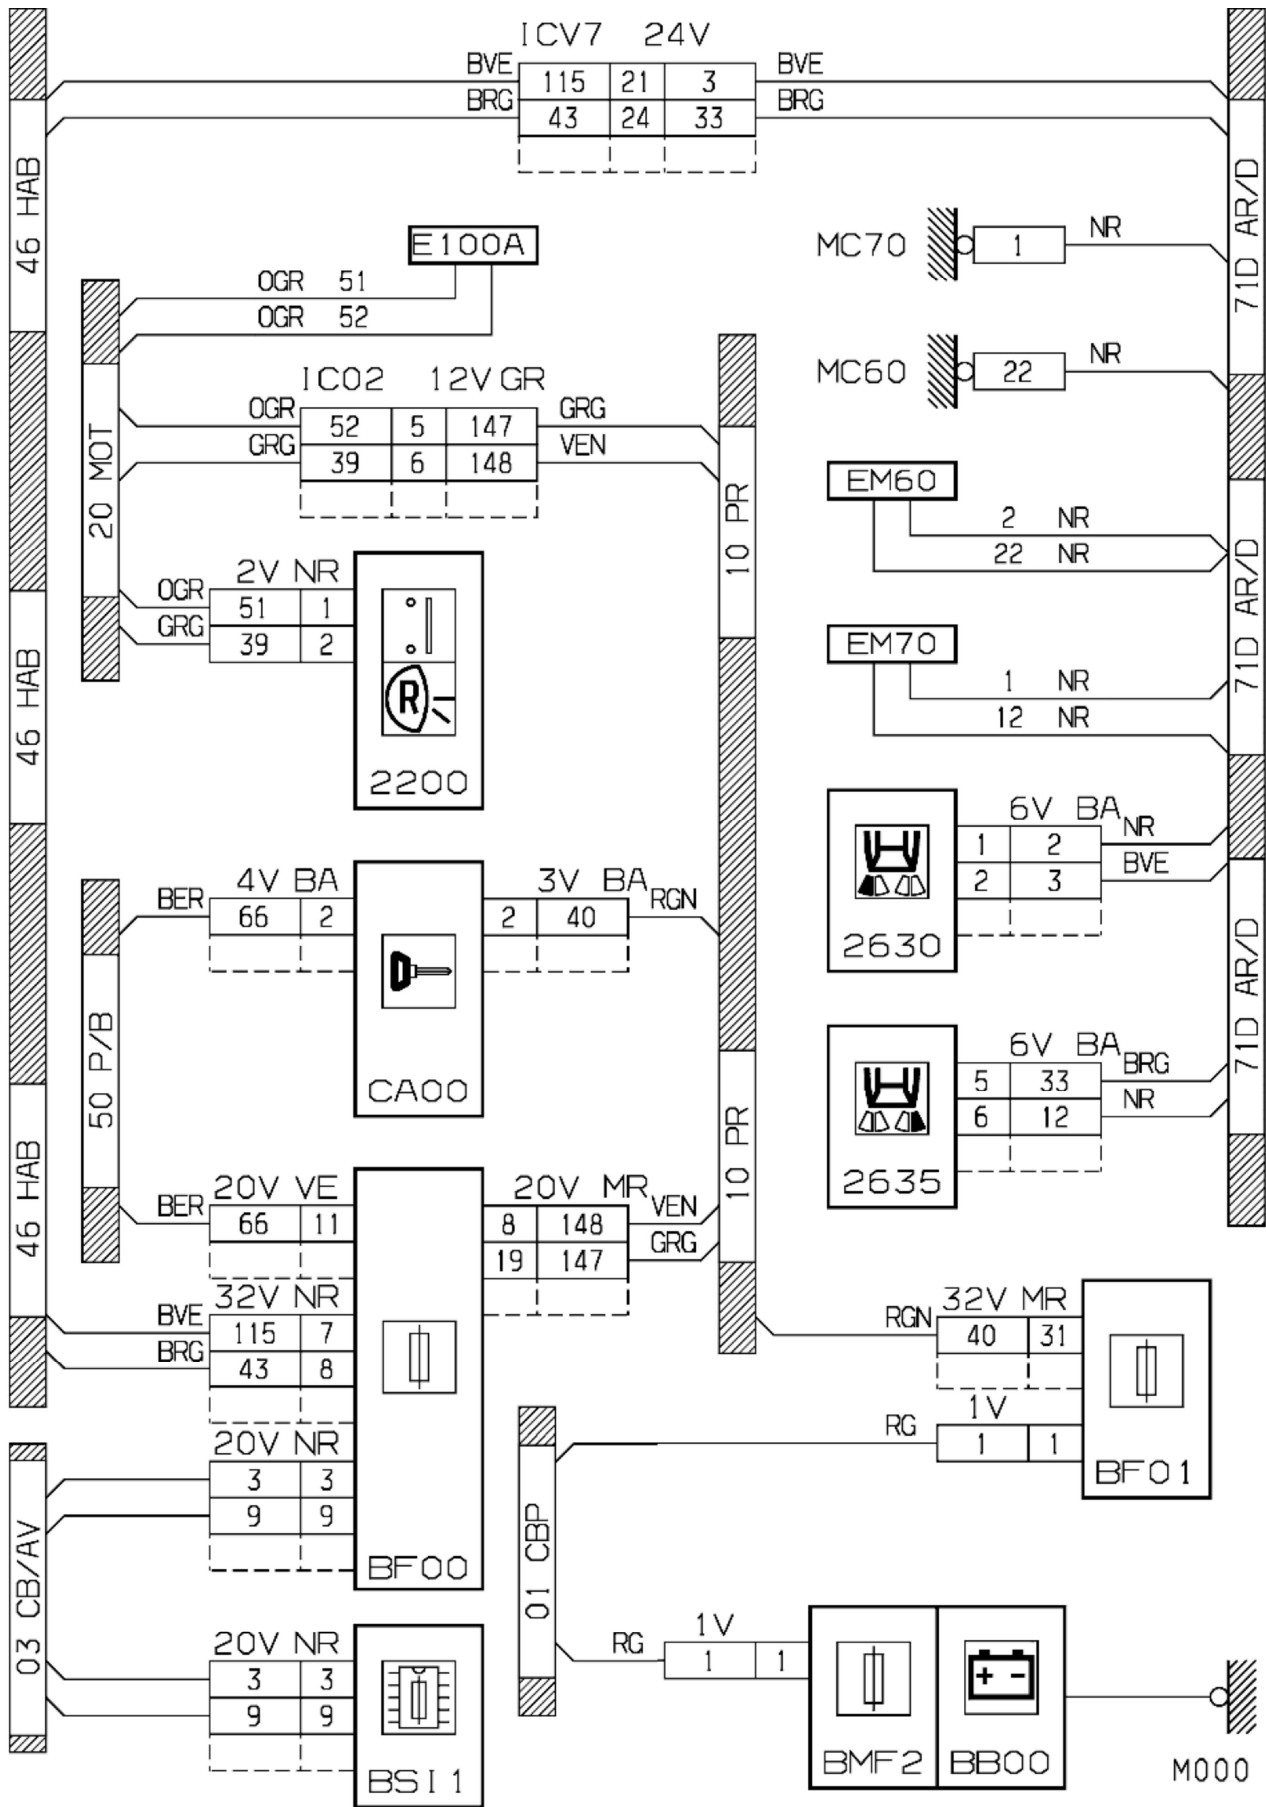 ICV7 24V
BVE 115 21 3 BVE
BRG 43 24 33 BRG
46 HAB
71D AR/D
MC70 1 NR
E100A
OGR 51
OGR 52
MC60 22 NR
IC02 12V GR
OGR 52 5 147 GRG
GRG 39 6 148 VEN
20 MOT
10 PR
EM60
2 NR
22 NR
71D AR/D
2V NR
OGR 51 1
GRG 39 2
R
2200
46 HAB
EM70
1 NR
12 NR
6V BA
1 2 NR
2 3 BVE
2630
4V BA
BER 66 2
3V BA
2 40 RGN
CA00
50 P/B
71D AR/D
6V BA
5 33 BRG
6 12 NR
2635
46 HAB
10 PR
20V VE
BER 66 11
20V MR
8 148 VEN
19 147 GRG
32V NR
BVE 115 7
BRG 43 8
RGN
32V MR
40 31
RG
1V
1 1
BF01
20V NR
3 3
9 9
BF00
03 CB/AV
01 CBP
20V NR
3 3
9 9
BSI1
RG
1V
1 1
BMF2
+ -
BB00
M000